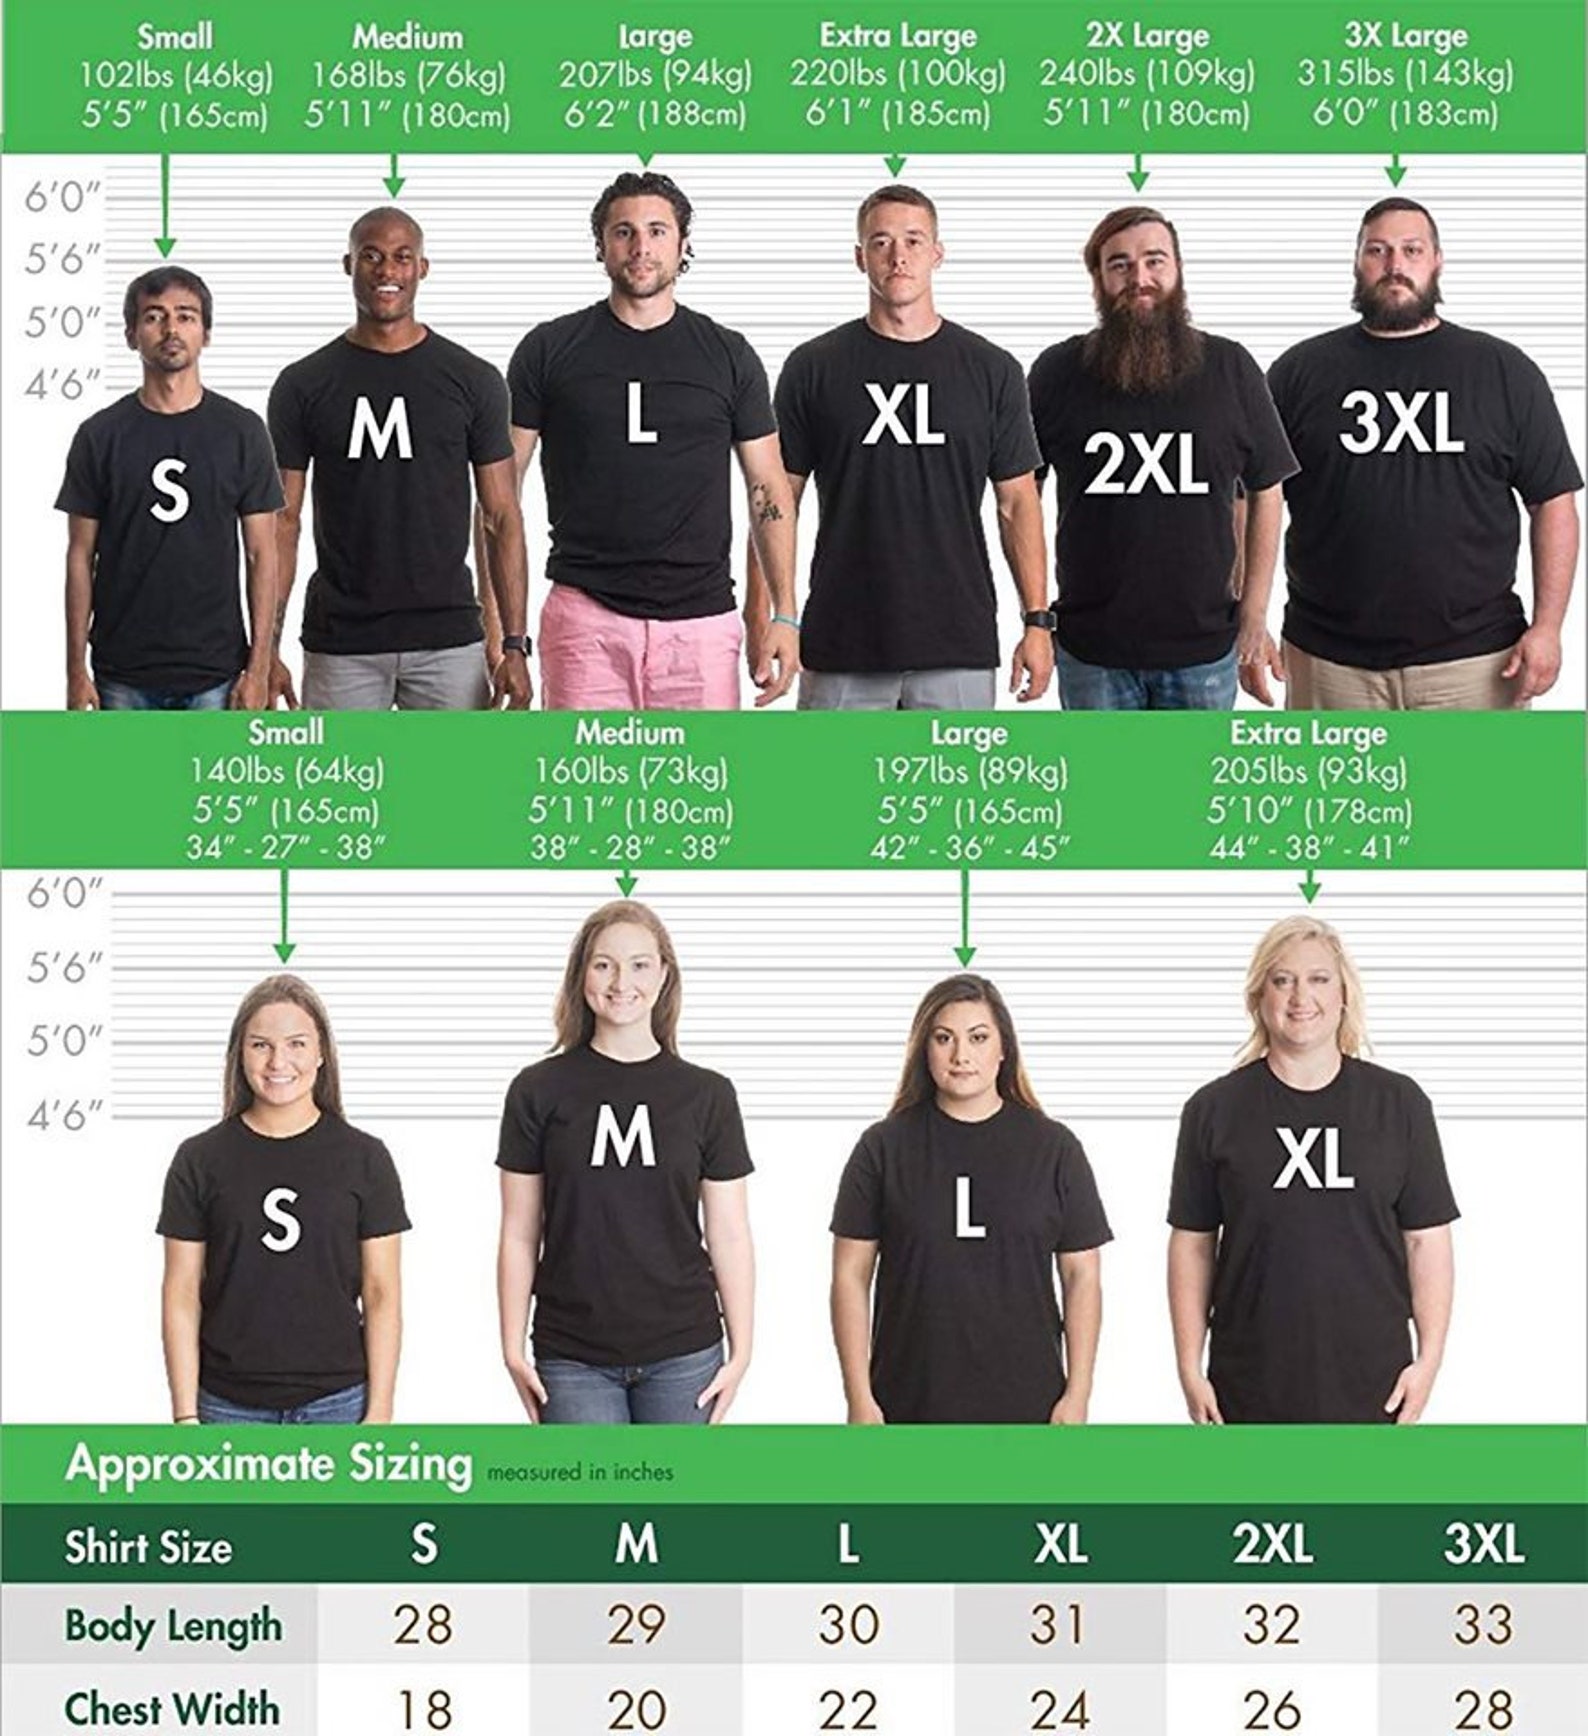 Small Medium Large Extra Large 2X Large 3X Large
102lbs (46kg) 168lbs (76kg) 207lbs (94kg) 220lbs (100kg) 240lbs (109kg) 315lbs (143kg)
5'5" (165cm) 5'11" (180cm) 6'2" (188cm) 6'1" (185cm) 5'11" (180cm) 6'0" (183cm)
6'0"
5'6"
5'0"
4'6"
S M L XL 2XL 3XL
Small Medium Large Extra Large
140lbs (64kg) 160lbs (73kg) 197lbs (89kg) 205lbs (93kg)
5'5" (165cm) 5'11" (180cm) 5'5" (165cm) 5'10" (178cm)
34" - 27" - 38" 38" - 28" - 38" 42" - 36" - 45" 44" - 38" - 41"
6'0"
5'6"
5'0"
4'6"
S M L XL
Approximate Sizing measured in inches
Shirt Size S M L XL 2XL 3XL
Body Length 28 29 30 31 32 33
Chest Width 18 20 22 24 26 28